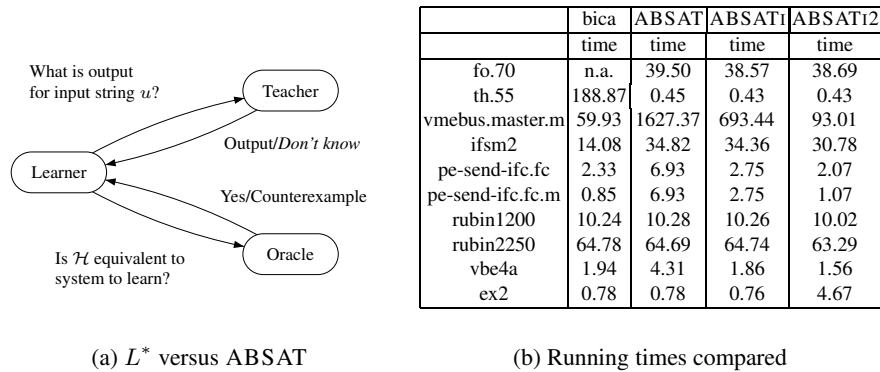 What is output
for input string u?
Teacher
Output/Don't know
Learner
Yes/Counterexample
Is H equivalent to
system to learn?
Oracle
(a) L* versus ABSAT
bica ABSAT ABSATI ABSATI2
time time time time
fo.70 n.a. 39.50 38.57 38.69
th.55 188.87 0.45 0.43 0.43
vmebus.master.m 59.93 1627.37 693.44 93.01
ifsm2 14.08 34.82 34.36 30.78
pe-send-ifc.fc 2.33 6.93 2.75 2.07
pe-send-ifc.fc.m 0.85 6.93 2.75 1.07
rubin1200 10.24 10.28 10.26 10.02
rubin2250 64.78 64.69 64.74 63.29
vbe4a 1.94 4.31 1.86 1.56
ex2 0.78 0.78 0.76 4.67
(b) Running times compared